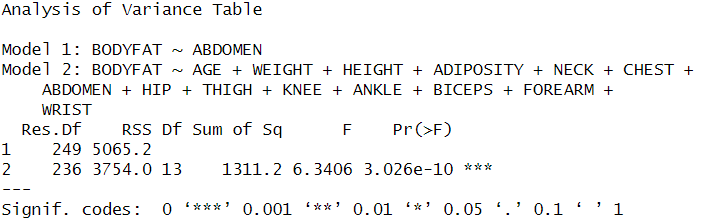 Analysis of Variance Table

Model 1: BODYFAT ~ ABDOMEN
Model 2: BODYFAT ~ AGE + WEIGHT + HEIGHT + ADIPOSITY + NECK + CHEST +
    ABDOMEN + HIP + THIGH + KNEE + ANKLE + BICEPS + FOREARM +
    WRIST
  Res.Df    RSS Df Sum of Sq      F    Pr(>F)
1    249 5065.2
2    236 3754.0 13    1311.2 6.3406 3.026e-10 ***
---
Signif. codes:  0 ‘***’ 0.001 ‘**’ 0.01 ‘*’ 0.05 ‘.’ 0.1 ‘ ’ 1